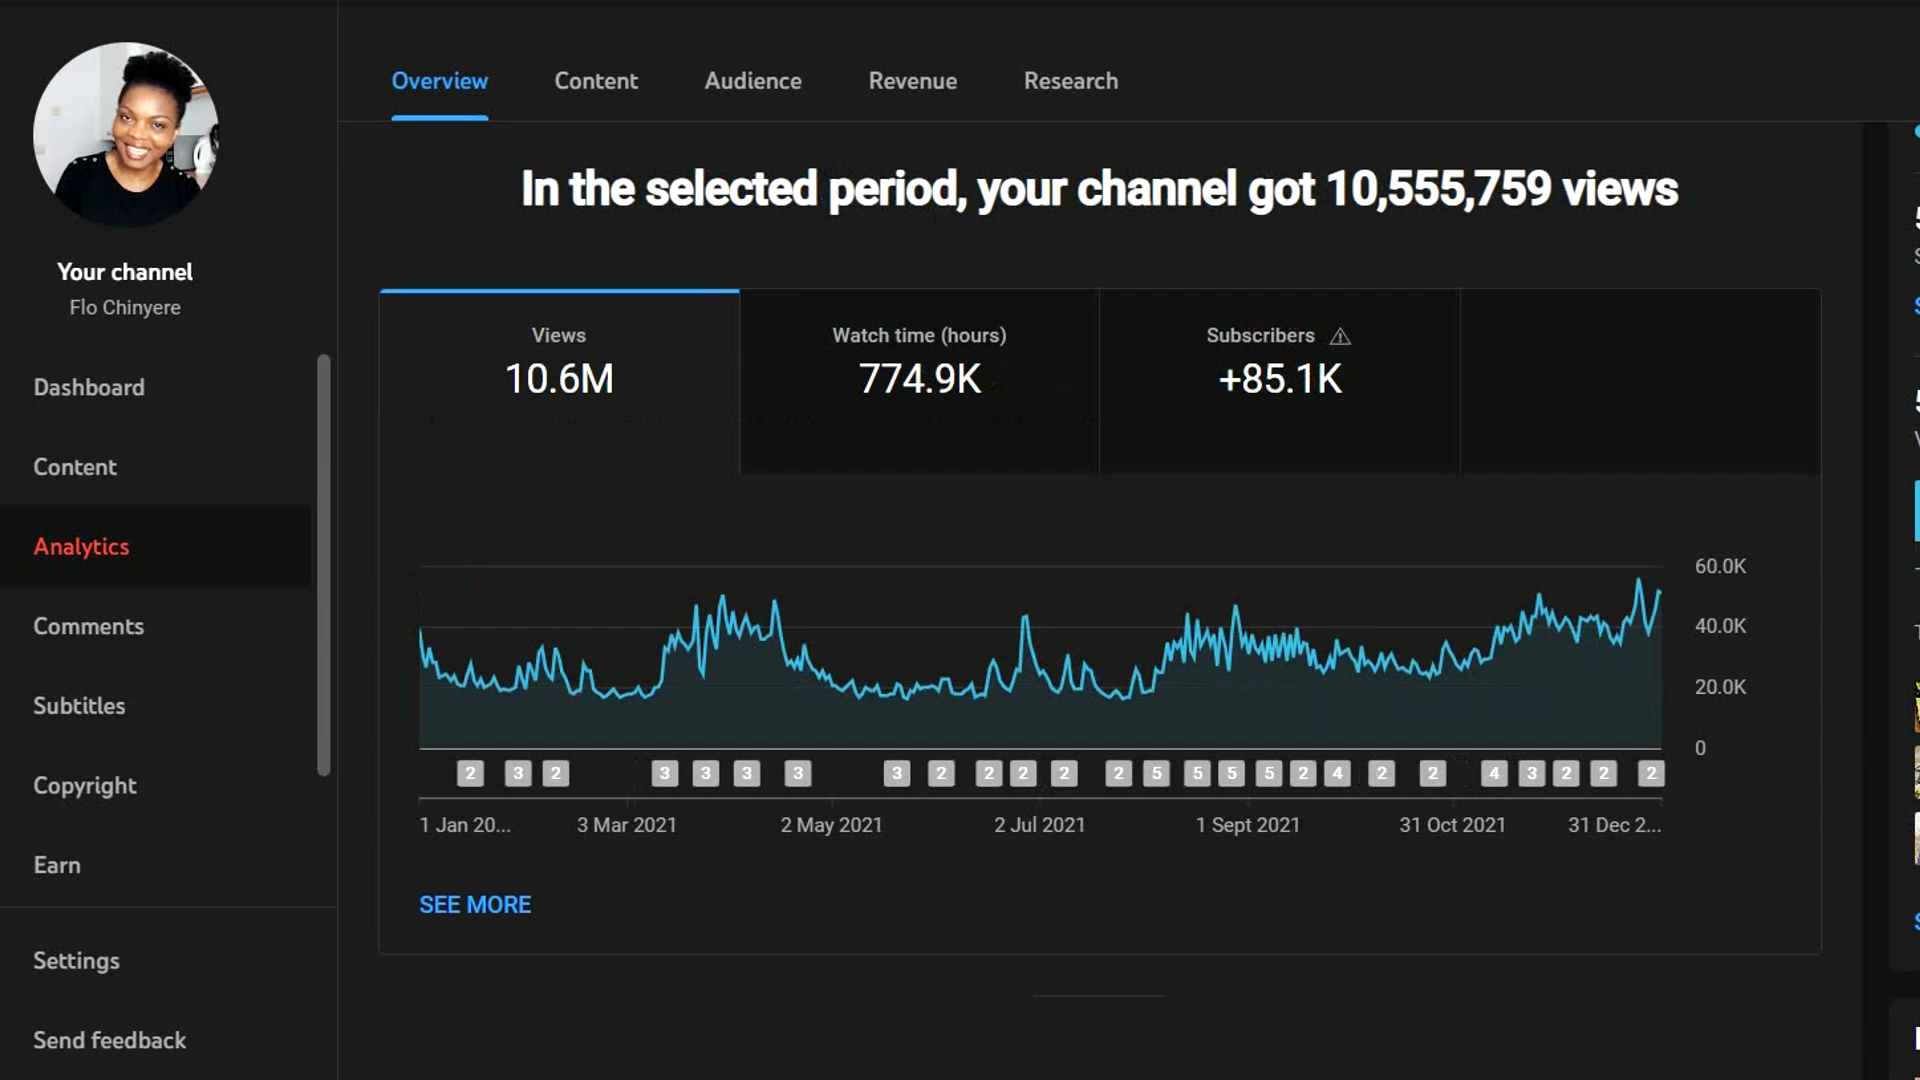 Overview Content Audience Revenue Research
In the selected period, your channel got 10,555,759 views
Your channel
Flo Chinyere
Dashboard
Content
Analytics
Comments
Subtitles
Copyright
Earn
Settings
Send feedback
Views
10.6M
Watch time (hours)
774.9K
Subscribers
+85.1K
60.0K
40.0K
20.0K
0
2 3 2 3 3 3 3 3 2 2 2 2 2 5 5 5 5 2 4 2 2 4 3 2 2 2
1 Jan 20... 3 Mar 2021 2 May 2021 2 Jul 2021 1 Sept 2021 31 Oct 2021 31 Dec 2...
SEE MORE